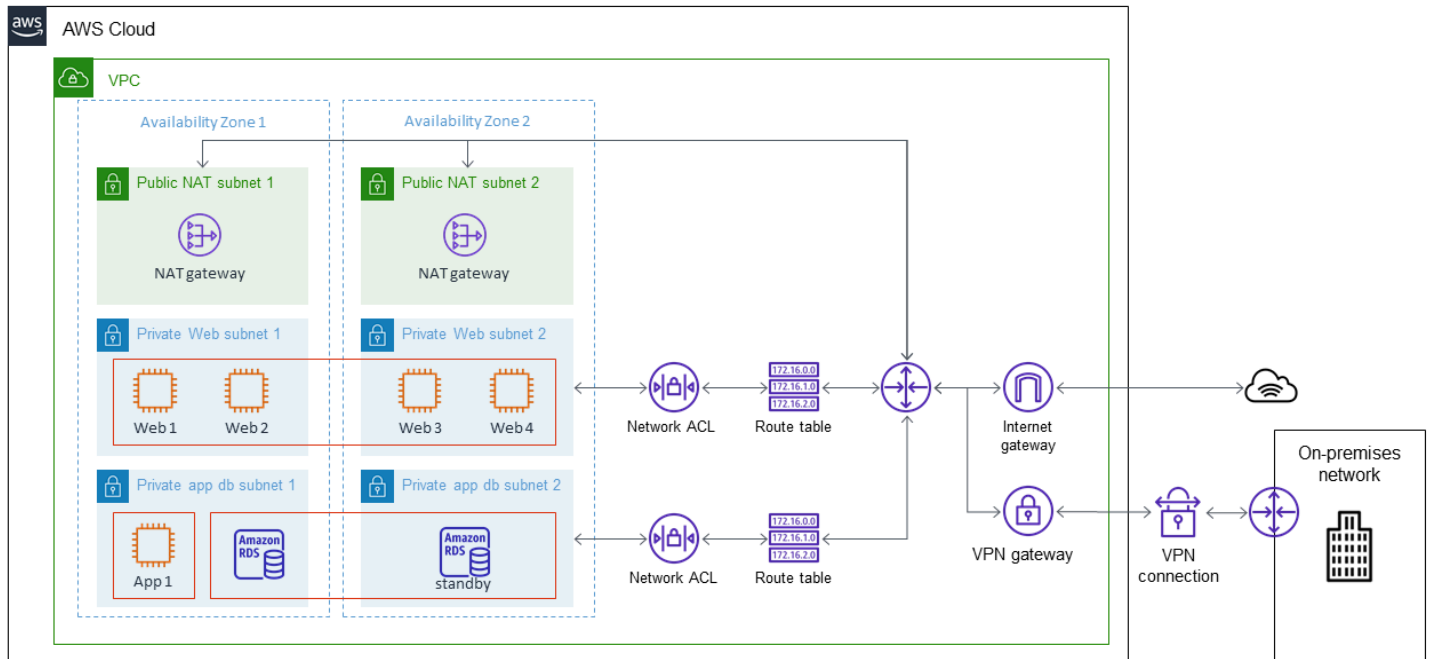 aws
AWS Cloud
VPC
Availability Zone 1
Availability Zone 2
Public NAT subnet 1
Public NAT subnet 2
NAT gateway
NAT gateway
Private Web subnet 1
Private Web subnet 2
Web 1
Web 2
Web 3
Web 4
172.16.0.0
172.16.1.0
172.16.2.0
Network ACL
Route table
Internet
gateway
On-premises
network
Private app db subnet 1
Private app db subnet 2
App 1
Amazon
RDS
Amazon
RDS
standby
172.16.0.0
172.16.1.0
172.16.2.0
Network ACL
Route table
VPN gateway
VPN
connection